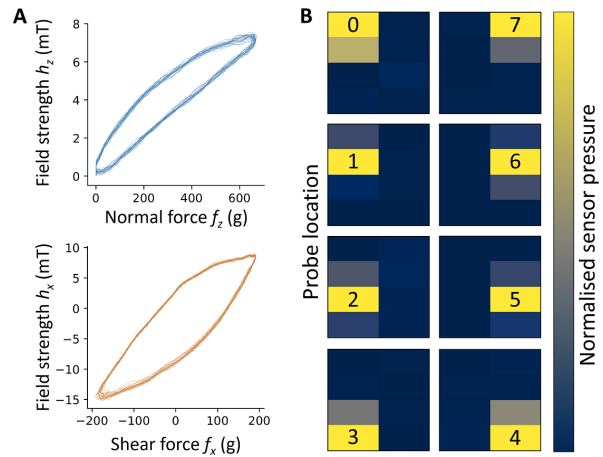 A
Field strength h_z (mT)
8
6
4
2
0
0 200 400 600
Normal force f_z (g)
Field strength h_x (mT)
10
5
0
−5
−10
−15
−200 −100 0 100 200
Shear force f_x (g)
B
Probe location
0 7
1 6
2 5
3 4
Normalised sensor pressure